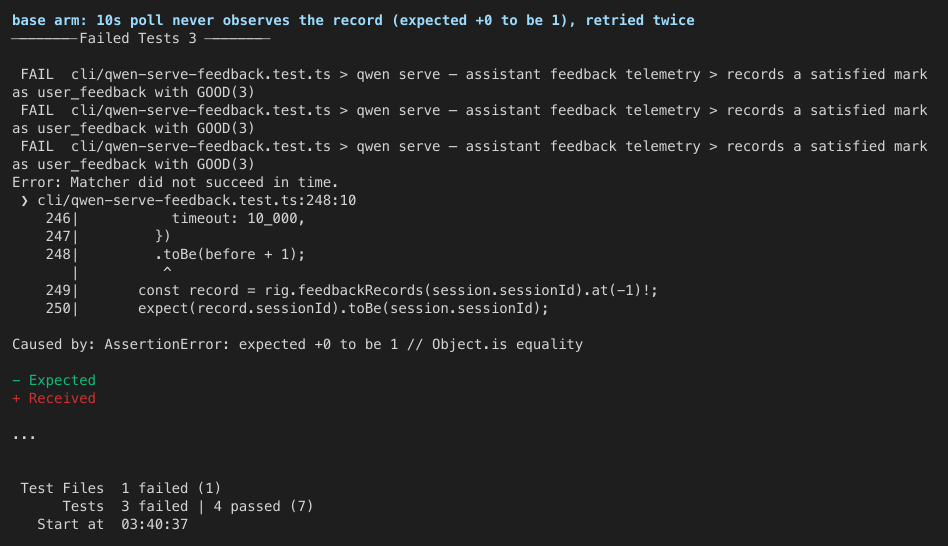 base arm: 10s poll never observes the record (expected +0 to be 1), retried twice
———————Failed Tests 3 ———————
FAIL  cli/qwen-serve-feedback.test.ts > qwen serve — assistant feedback telemetry > records a satisfied mark
as user_feedback with GOOD(3)
FAIL  cli/qwen-serve-feedback.test.ts > qwen serve — assistant feedback telemetry > records a satisfied mark
as user_feedback with GOOD(3)
FAIL  cli/qwen-serve-feedback.test.ts > qwen serve — assistant feedback telemetry > records a satisfied mark
as user_feedback with GOOD(3)
Error: Matcher did not succeed in time.
❯ cli/qwen-serve-feedback.test.ts:248:10
246|           timeout: 10_000,
247|         })
248|         .toBe(before + 1);
|          ^
249|       const record = rig.feedbackRecords(session.sessionId).at(-1)!;
250|       expect(record.sessionId).toBe(session.sessionId);
Caused by: AssertionError: expected +0 to be 1 // Object.is equality
- Expected
+ Received
...
Test Files  1 failed (1)
Tests  3 failed | 4 passed (7)
Start at  03:40:37